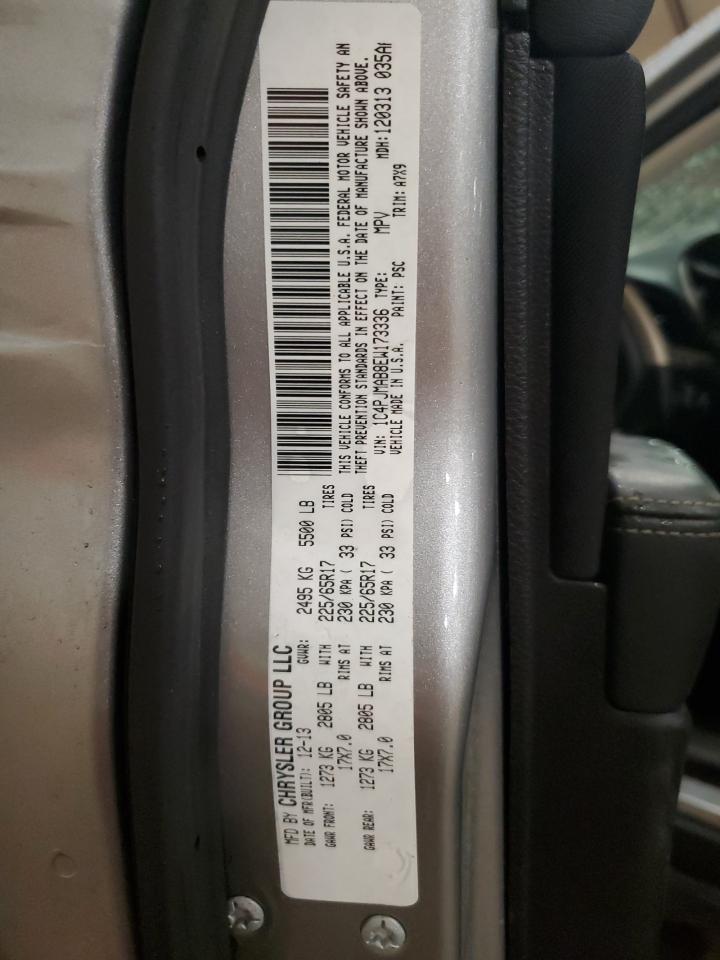 MFD BY CHRYSLER GROUP LLC
DATE OF MFR(BUILT): 12-13 GVWR: 2495 KG 5500 LB
GAWR FRONT: 1273 KG 2805 LB WITH 225/65R17 TIRES
17X7.0 RIMS AT 230 KPA ( 33 PSI) COLD
GAWR REAR: 1273 KG 2805 LB WITH 225/65R17 TIRES
17X7.0 RIMS AT 230 KPA ( 33 PSI) COLD
THIS VEHICLE CONFORMS TO ALL APPLICABLE U.S.A. FEDERAL MOTOR VEHICLE SAFETY AN
THEFT PREVENTION STANDARDS IN EFFECT ON THE DATE OF MANUFACTURE SHOWN ABOVE.
VIN: 1C4PJMAB8EW173336 TYPE: MPV MDH:120313 035A
VEHICLE MADE IN U.S.A. PAINT: PSC TRIM: A7X9